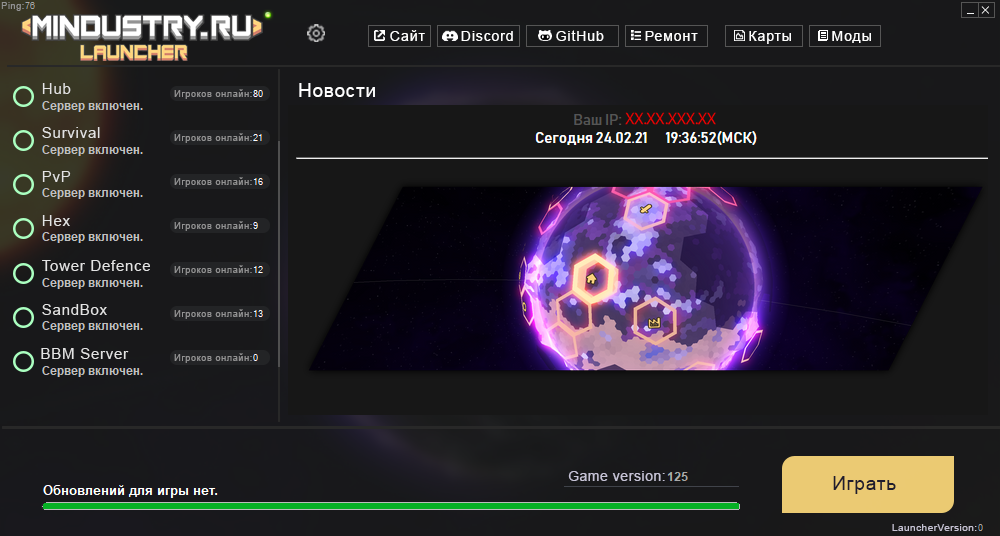 Ping:76
MINDUSTRY.RU
LAUNCHER
Сайт
Discord
GitHub
Ремонт
Карты
Моды
Hub
Сервер включен.
Игроков онлайн:80
Survival
Сервер включен.
Игроков онлайн:21
PvP
Сервер включен.
Игроков онлайн:16
Hex
Сервер включен.
Игроков онлайн:9
Tower Defence
Сервер включен.
Игроков онлайн:12
SandBox
Сервер включен.
Игроков онлайн:13
BBM Server
Сервер включен.
Игроков онлайн:0
Новости
Ваш IP: XX.XX.XXX.XX
Сегодня 24.02.21 19:36:52(МСК)
Обновлений для игры нет.
Game version:125
Играть
LauncherVersion:0